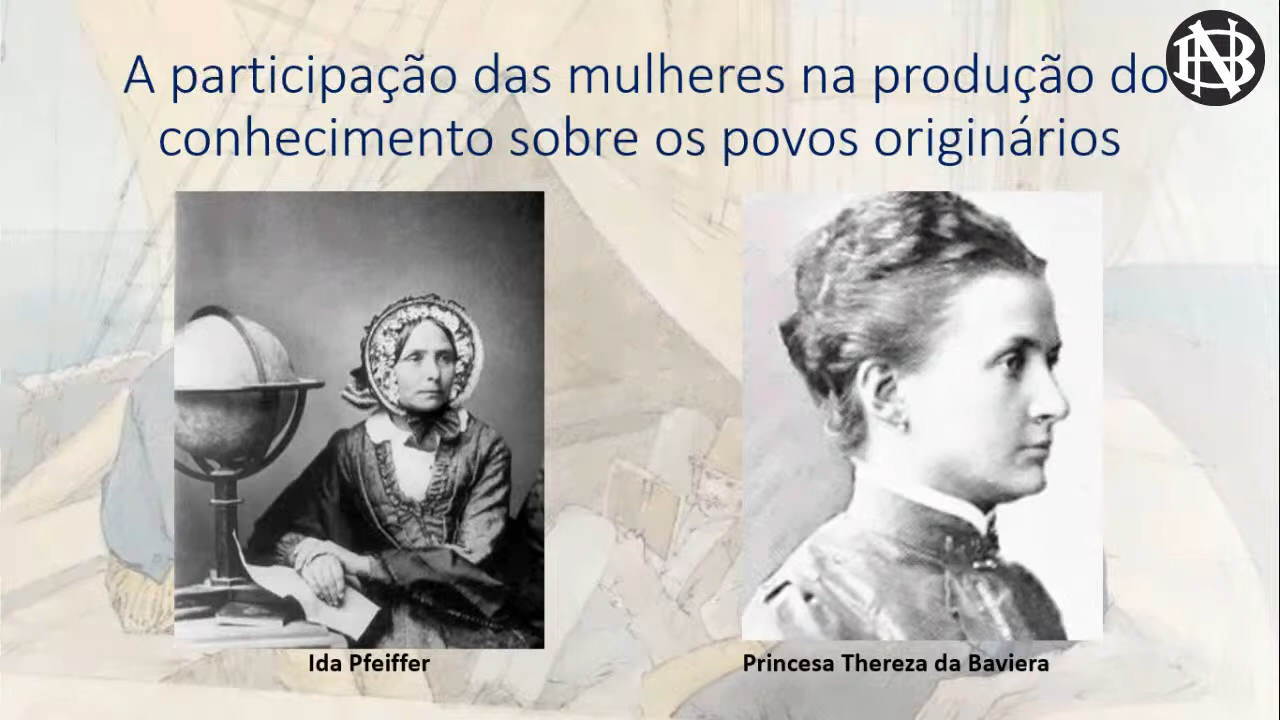 A participação das mulheres na produção do
conhecimento sobre os povos originários
Ida Pfeiffer
Princesa Thereza da Baviera